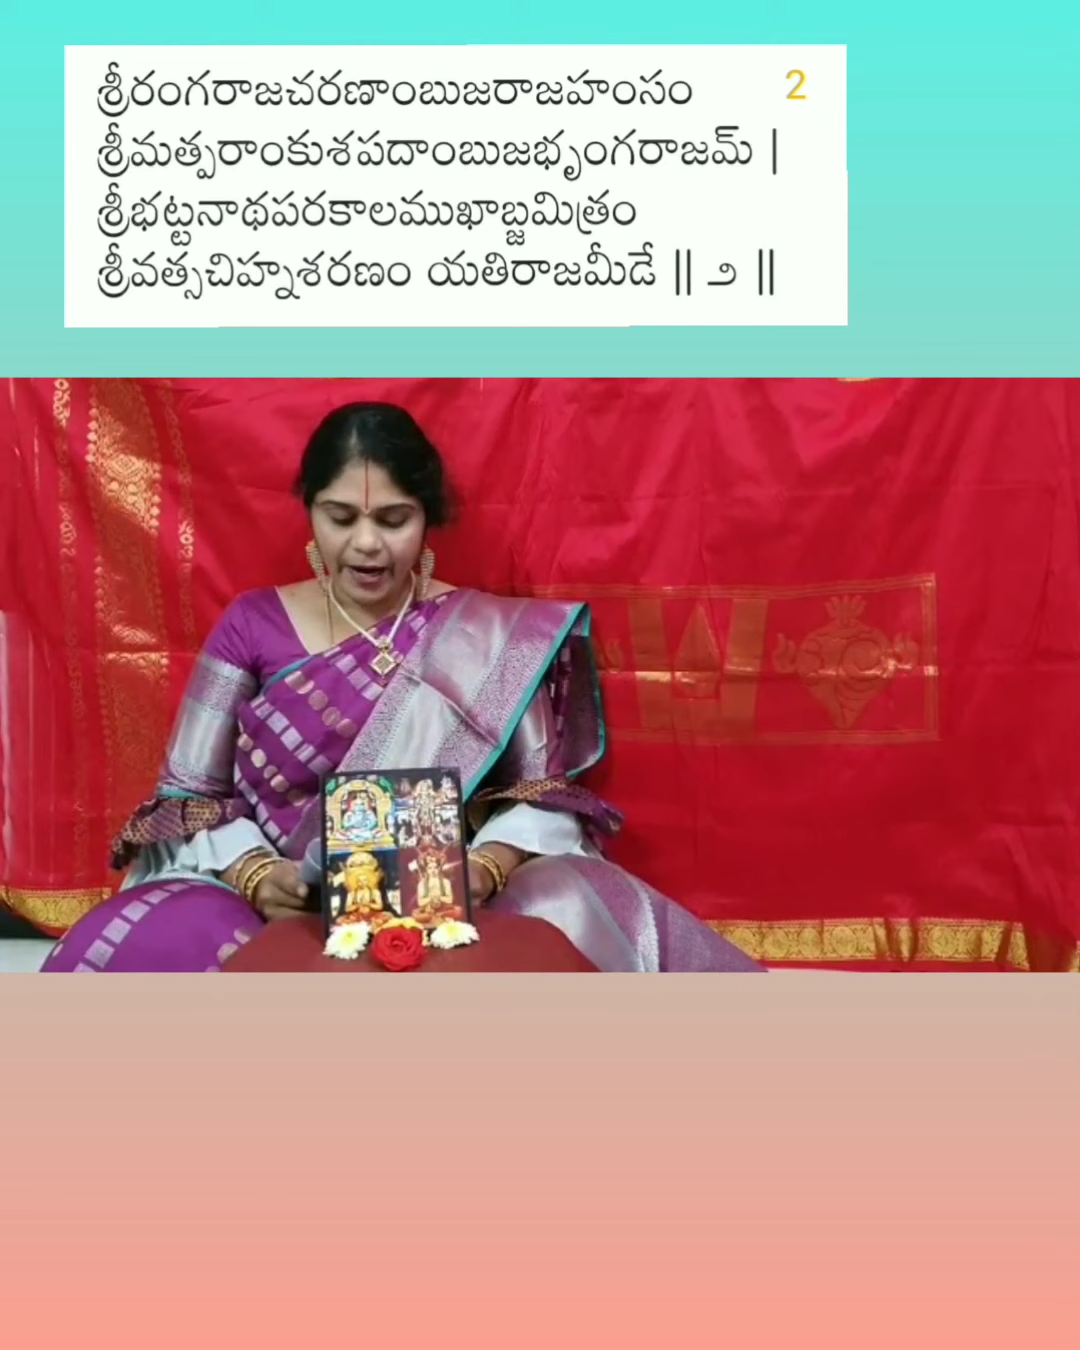 శ్రీరంగరాజచరణాంబుజరాజహంసం 2
శ్రీమత్పరాంకుశపదాంబుజభృంగరాజమ్ |
శ్రీభట్టనాథపరకాలముఖాబ్జమిత్రం
శ్రీవత్సచిహ్నశరణం యతిరాజమీడే || ౨ ||